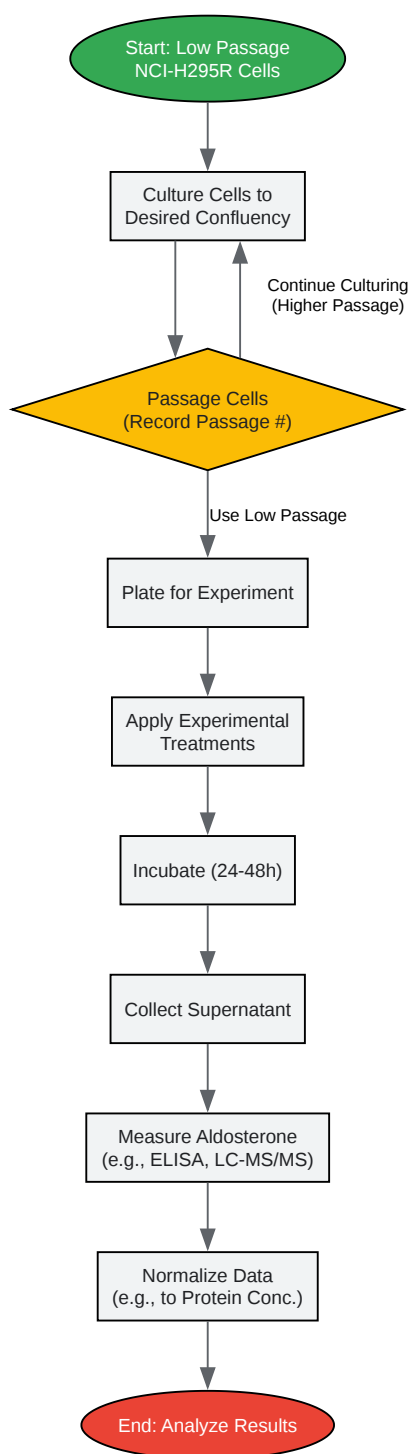 Start: Low Passage
NCI-H295R Cells
Culture Cells to
Desired Confluency
Continue Culturing
(Higher Passage)
Passage Cells
(Record Passage #)
Use Low Passage
Plate for Experiment
Apply Experimental
Treatments
Incubate (24-48h)
Collect Supernatant
Measure Aldosterone
(e.g., ELISA, LC-MS/MS)
Normalize Data
(e.g., to Protein Conc.)
End: Analyze Results